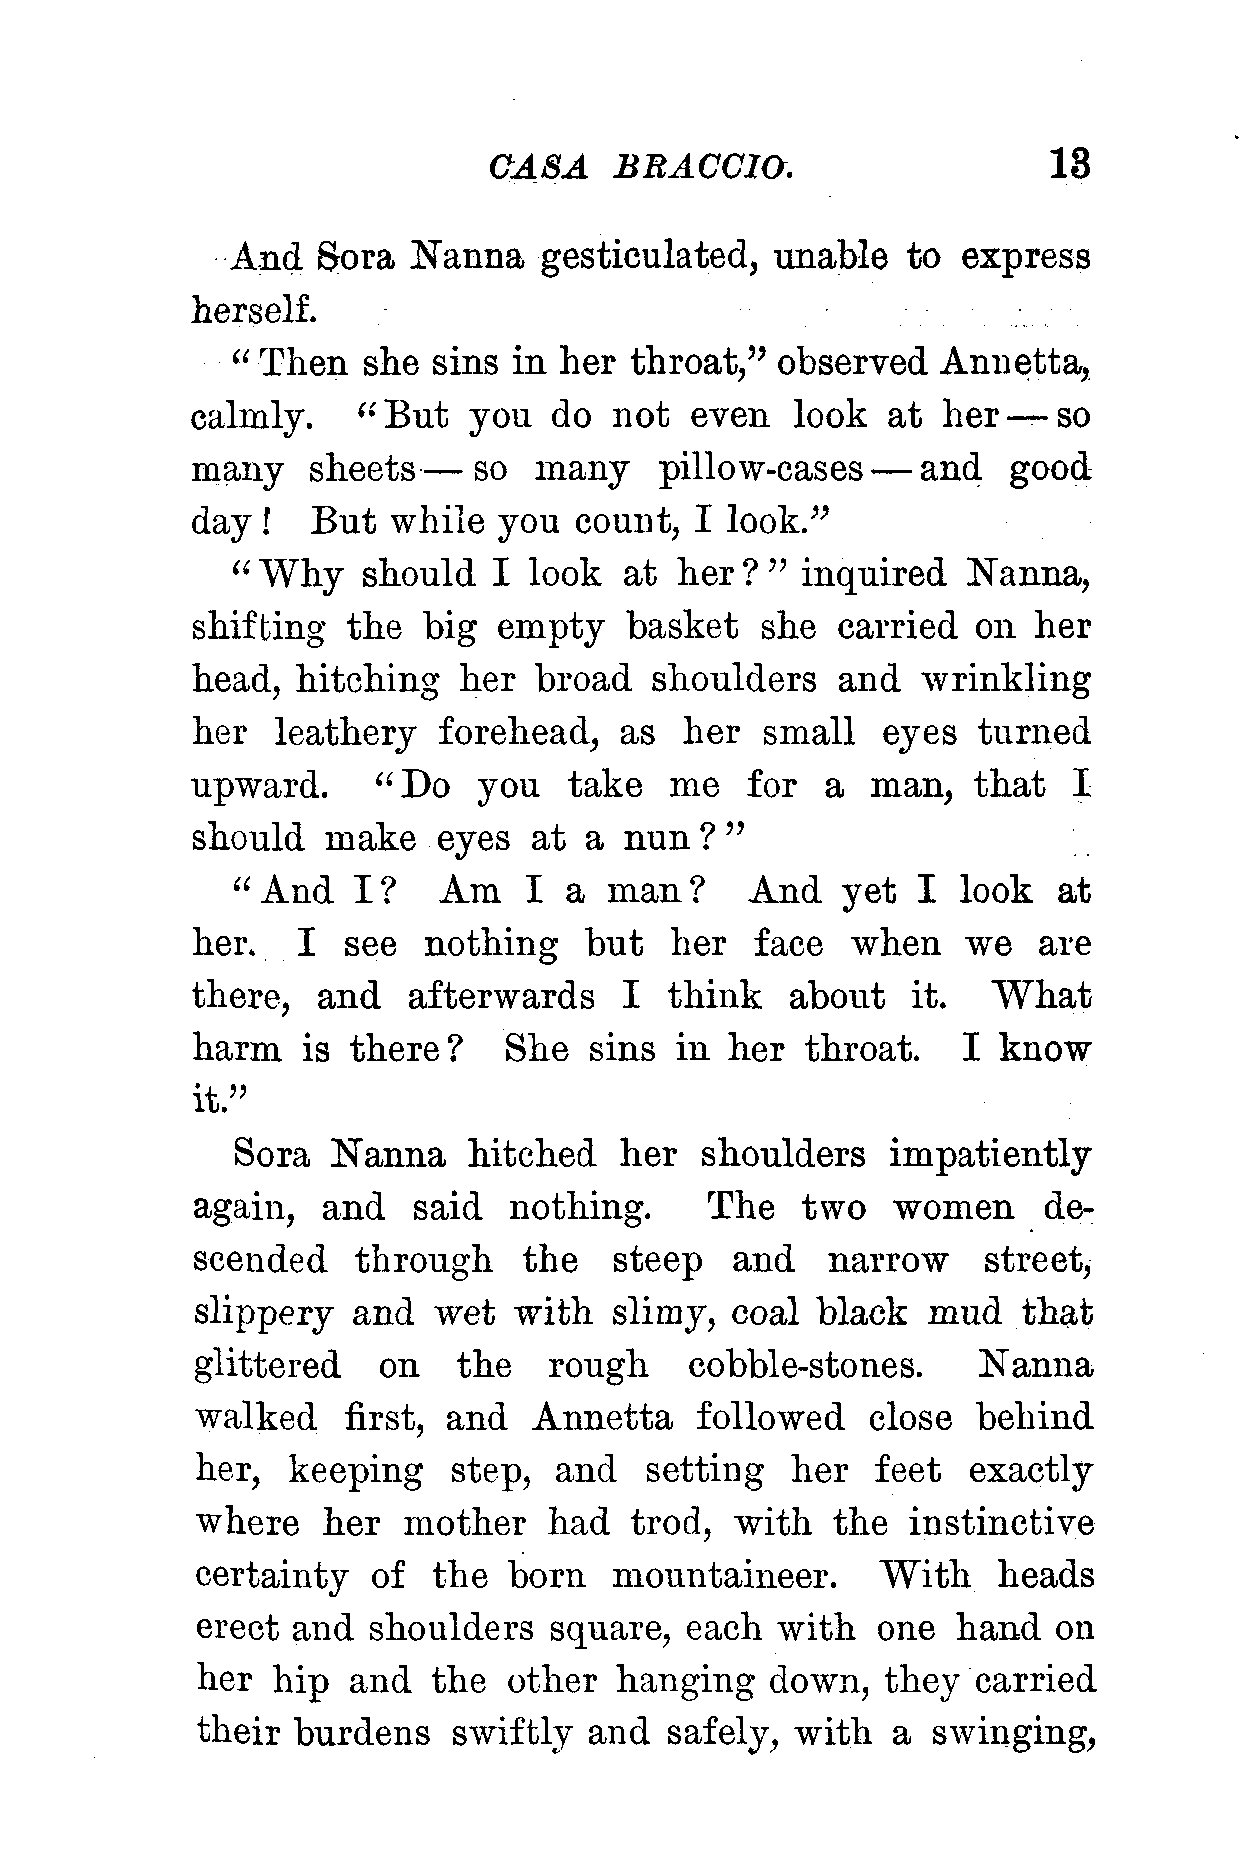 CASA BRACCIO. 13
And Sora Nanna gesticulated, unable to express
herself.
“Then she sins in her throat,” observed Annetta,
calmly. “But you do not even look at her — so
many sheets — so many pillow-cases — and good
day! But while you count, I look.”
“Why should I look at her?” inquired Nanna,
shifting the big empty basket she carried on her
head, hitching her broad shoulders and wrinkling
her leathery forehead, as her small eyes turned
upward. “Do you take me for a man, that I
should make eyes at a nun?”
“And I? Am I a man? And yet I look at
her. I see nothing but her face when we are
there, and afterwards I think about it. What
harm is there? She sins in her throat. I know
it.”
Sora Nanna hitched her shoulders impatiently
again, and said nothing. The two women de-
scended through the steep and narrow street,
slippery and wet with slimy, coal black mud that
glittered on the rough cobble-stones. Nanna
walked first, and Annetta followed close behind
her, keeping step, and setting her feet exactly
where her mother had trod, with the instinctive
certainty of the born mountaineer. With heads
erect and shoulders square, each with one hand on
her hip and the other hanging down, they carried
their burdens swiftly and safely, with a swinging,